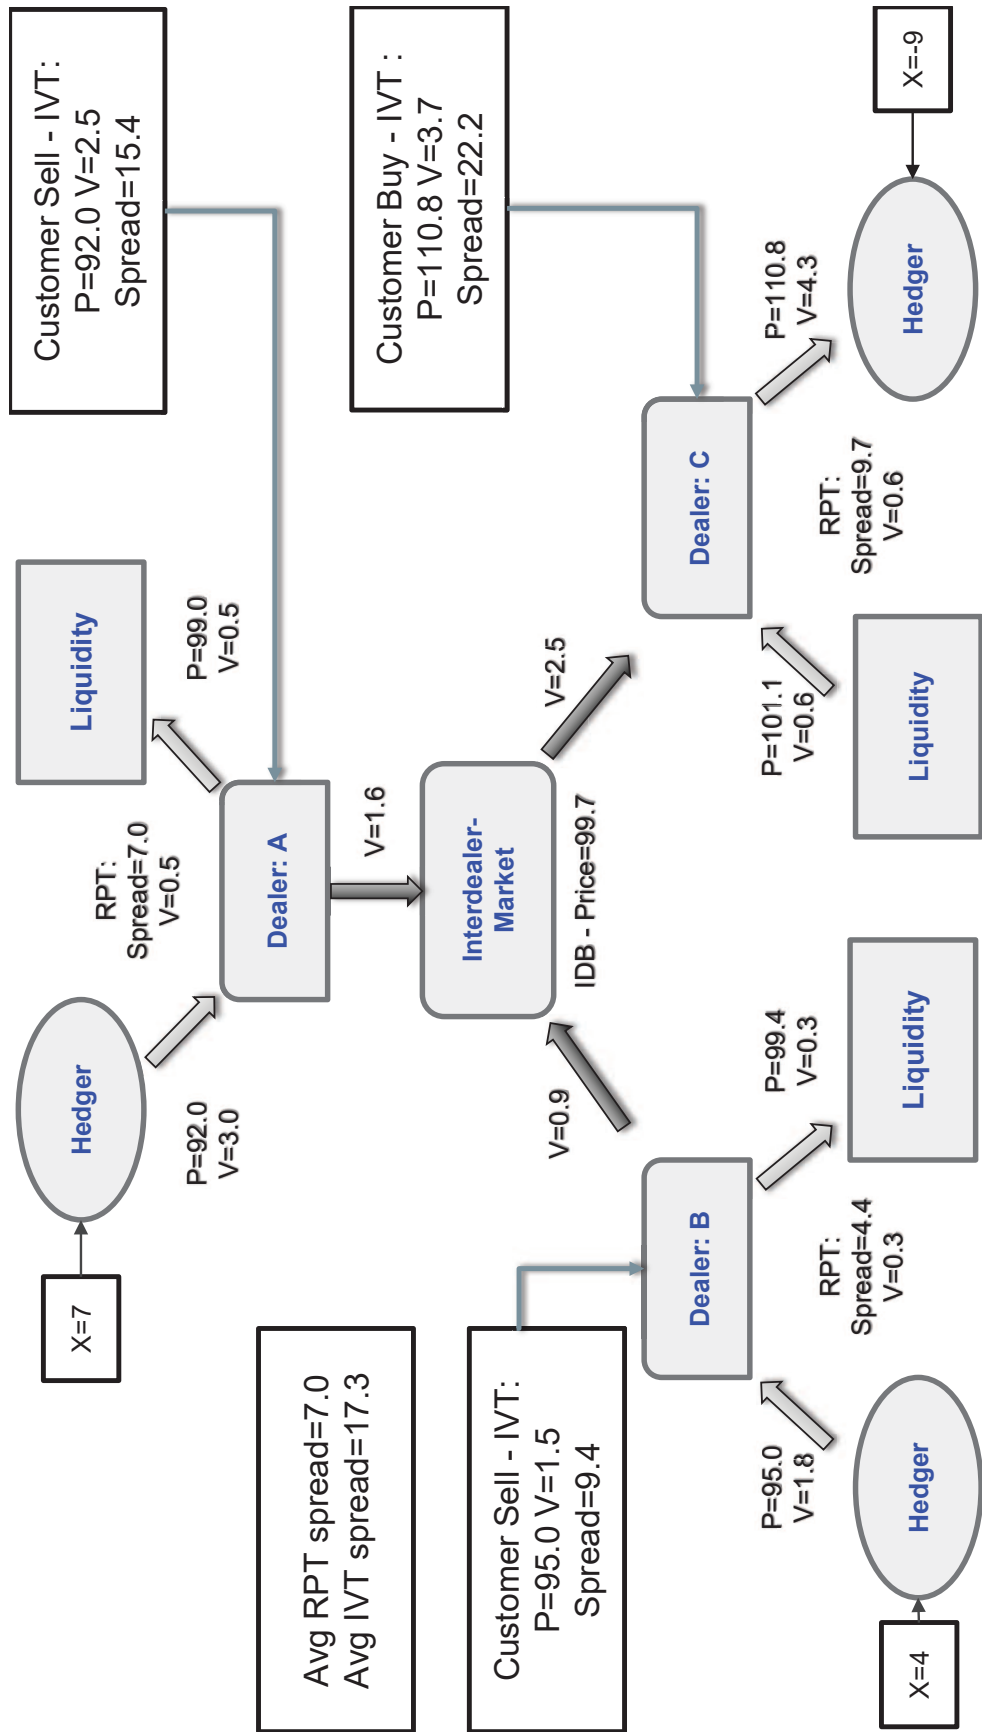 X=7
Hedger
P=92.0
V=3.0
RPT:
Spread=7.0
V=0.5
Liquidity
P=99.0
V=0.5
Customer Sell - IVT:
P=92.0 V=2.5
Spread=15.4
Dealer: A
V=1.6
Avg RPT spread=7.0
Avg IVT spread=17.3
Interdealer-
Market
IDB - Price=99.7
Customer Buy - IVT :
P=110.8 V=3.7
Spread=22.2
Customer Sell - IVT:
P=95.0 V=1.5
Spread=9.4
V=0.9
V=2.5
Dealer: B
Dealer: C
P=95.0
V=1.8
P=99.4
V=0.3
P=101.1
V=0.6
P=110.8
V=4.3
RPT:
Spread=4.4
V=0.3
RPT:
Spread=9.7
V=0.6
X=4
Hedger
Liquidity
Liquidity
Hedger
X=-9